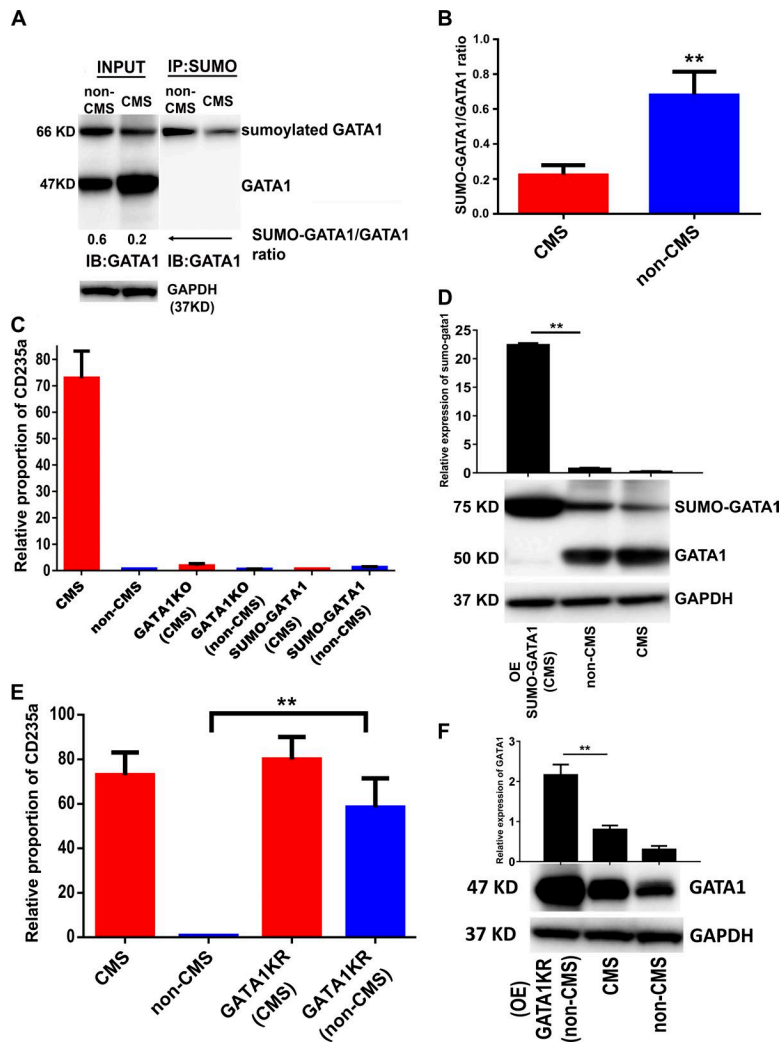 A
INPUT
IP:SUMO
non-
CMS
CMS
non-
CMS
CMS
66 KD
sumoylated GATA1
47KD
GATA1
0.6
0.2
SUMO-GATA1/GATA1
ratio
IB:GATA1
IB:GATA1
GAPDH
(37KD)
B
SUMO-GATA1/GATA1 ratio
1.0
0.8
0.6
0.4
0.2
0.0
**
CMS
non-CMS
C
Relative proportion of CD235a
80
70
60
50
40
30
20
10
0
CMS
non-CMS
GATA1KO
(CMS)
GATA1KO
(non-CMS)
SUMO-GATA1
(CMS)
SUMO-GATA1
(non-CMS)
D
Relative expression of sumo-gata1
25
20
15
10
5
0
**
75 KD
SUMO-GATA1
50 KD
GATA1
37 KD
GAPDH
OE
SUMO-GATA1
(CMS)
non-CMS
CMS
E
Relative proportion of CD235a
100
80
60
40
20
0
**
CMS
non-CMS
GATA1KR
(CMS)
GATA1KR
(non-CMS)
F
Relative expression of GATA1
3
2
1
0
**
47 KD
GATA1
37 KD
GAPDH
(OE)
GATA1KR
(non-CMS)
CMS
non-CMS